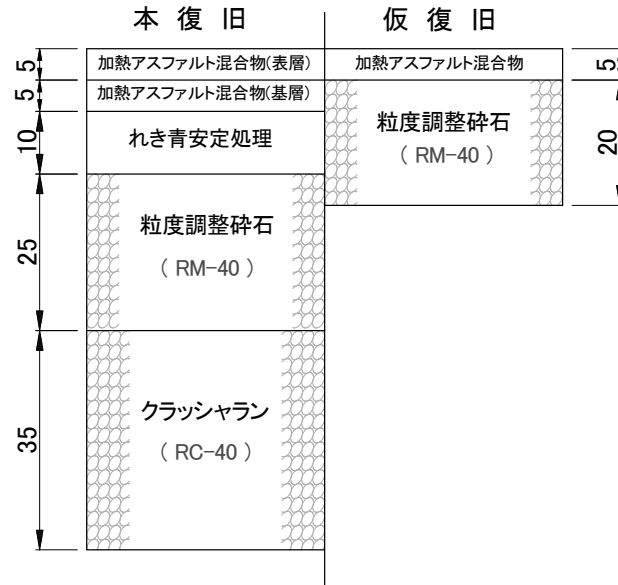 本復旧
仮復旧
5
加熱アスファルト混合物(表層)
加熱アスファルト混合物
5
5
加熱アスファルト混合物(基層)
粒度調整砕石
( RM-40 )
20
10
れき青安定処理
25
粒度調整砕石
( RM-40 )
35
クラッシャラン
( RC-40 )